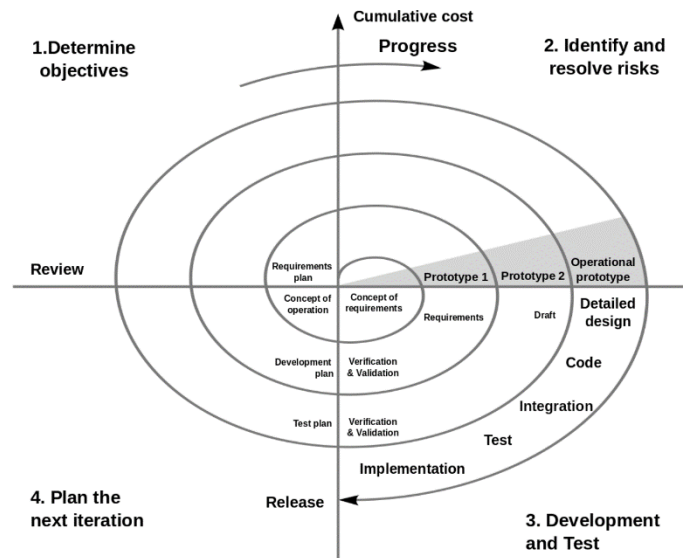 Cumulative cost
1.Determine
objectives
Progress
2. Identify and
resolve risks
Review
Requirements
plan
Prototype 1
Prototype 2
Operational
prototype
Concept of
operation
Concept of
requirements
Requirements
Draft
Detailed
design
Development
plan
Verification
& Validation
Code
Integration
Test plan
Verification
& Validation
Test
Implementation
4. Plan the
next iteration
Release
3. Development
and Test